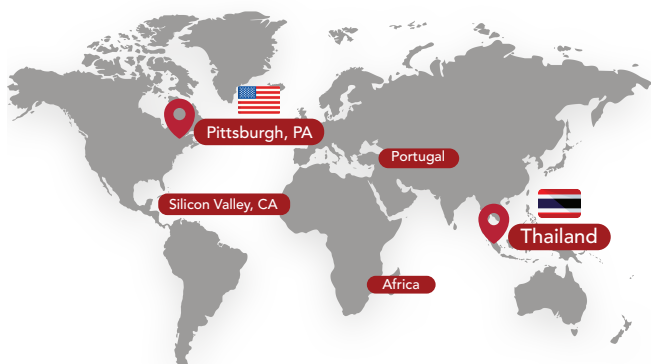 Pittsburgh, PA
Portugal
Silicon Valley, CA
Thailand
Africa